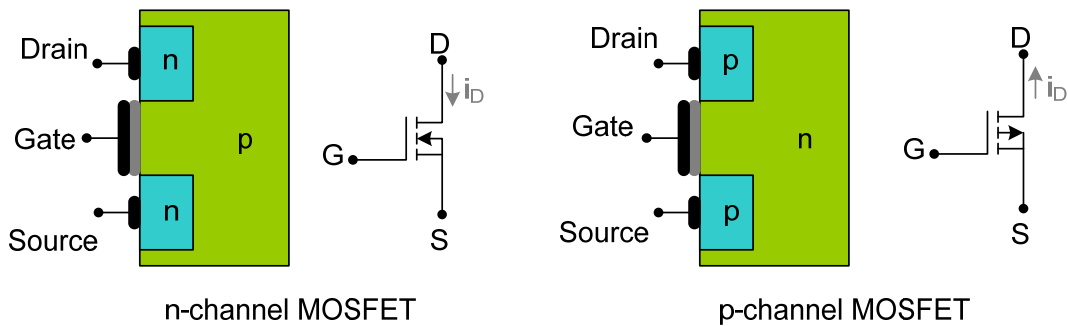 Drain
n
D
iD
Gate
p
G
n
Source
S
n-channel MOSFET
Drain
p
D
iD
Gate
n
G
p
Source
S
p-channel MOSFET